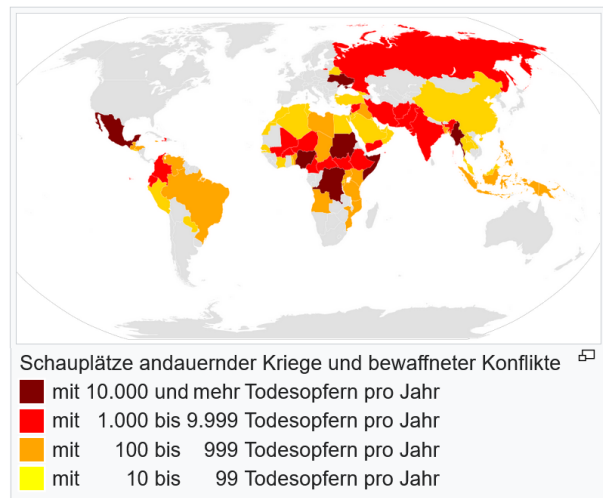 Schauplätze andauernder Kriege und bewaffneter Konflikte
mit 10.000 und mehr Todesopfern pro Jahr
mit 1.000 bis 9.999 Todesopfern pro Jahr
mit 100 bis 999 Todesopfern pro Jahr
mit 10 bis 99 Todesopfern pro Jahr